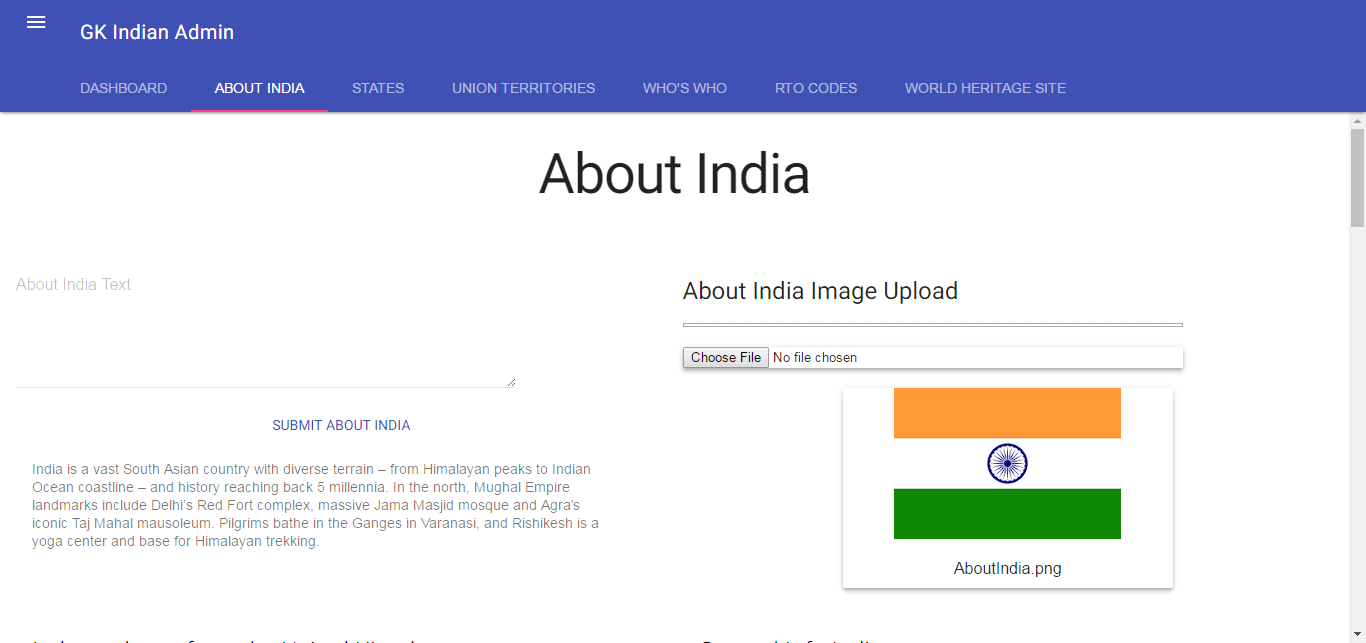 GK Indian Admin
DASHBOARD ABOUT INDIA STATES UNION TERRITORIES WHO'S WHO RTO CODES WORLD HERITAGE SITE
About India
About India Text
SUBMIT ABOUT INDIA
India is a vast South Asian country with diverse terrain – from Himalayan peaks to Indian
Ocean coastline – and history reaching back 5 millennia. In the north, Mughal Empire
landmarks include Delhi’s Red Fort complex, massive Jama Masjid mosque and Agra’s
iconic Taj Mahal mausoleum. Pilgrims bathe in the Ganges in Varanasi, and Rishikesh is a
yoga center and base for Himalayan trekking.
About India Image Upload
Choose File No file chosen
AboutIndia.png